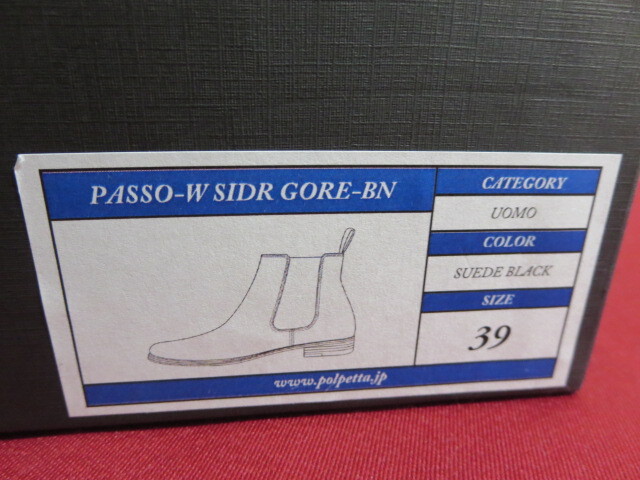 PASSO-W SIDR GORE-BN
CATEGORY
UOMO
COLOR
SUEDE BLACK
SIZE
39
www.polpetta.jp